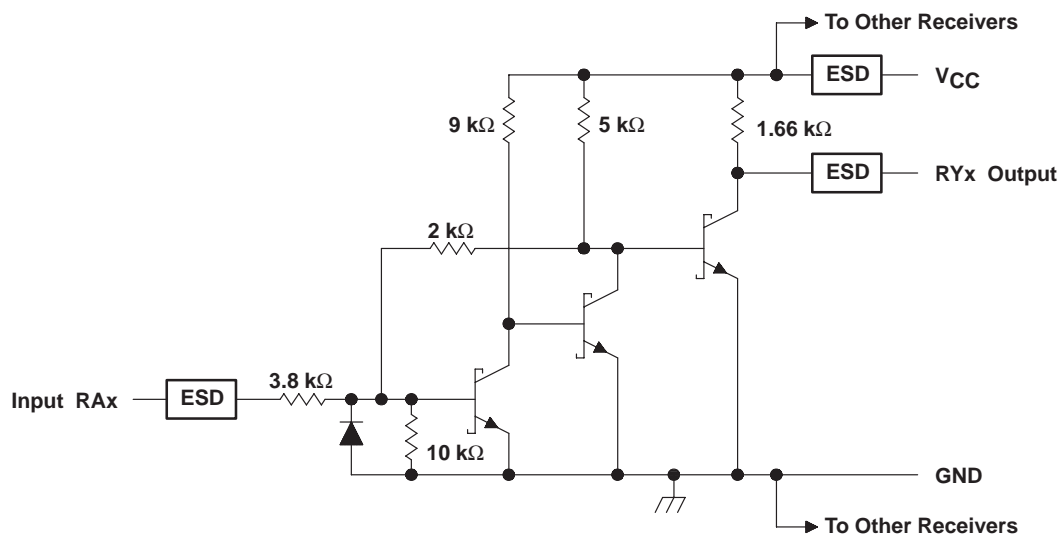 To Other Receivers
ESD
VCC
9 kΩ
5 kΩ
1.66 kΩ
ESD
RYx Output
2 kΩ
Input RAx
ESD
3.8 kΩ
10 kΩ
GND
To Other Receivers